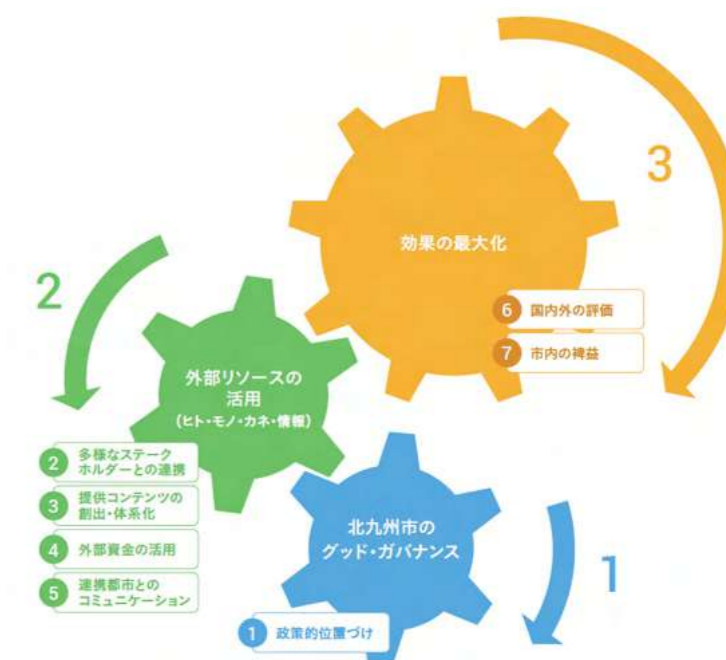 3
効果の最大化
6 国内外の評価
7 市内の裨益
2
外部リソースの
活用
(ヒト・モノ・カネ・情報)
2 多様なステーク
ホルダーとの連携
3 提供コンテンツの
創出・体系化
4 外部資金の活用
5 連携都市との
コミュニケーション
北九州市の
グッド・ガバナンス
1
1 政策的位置づけ